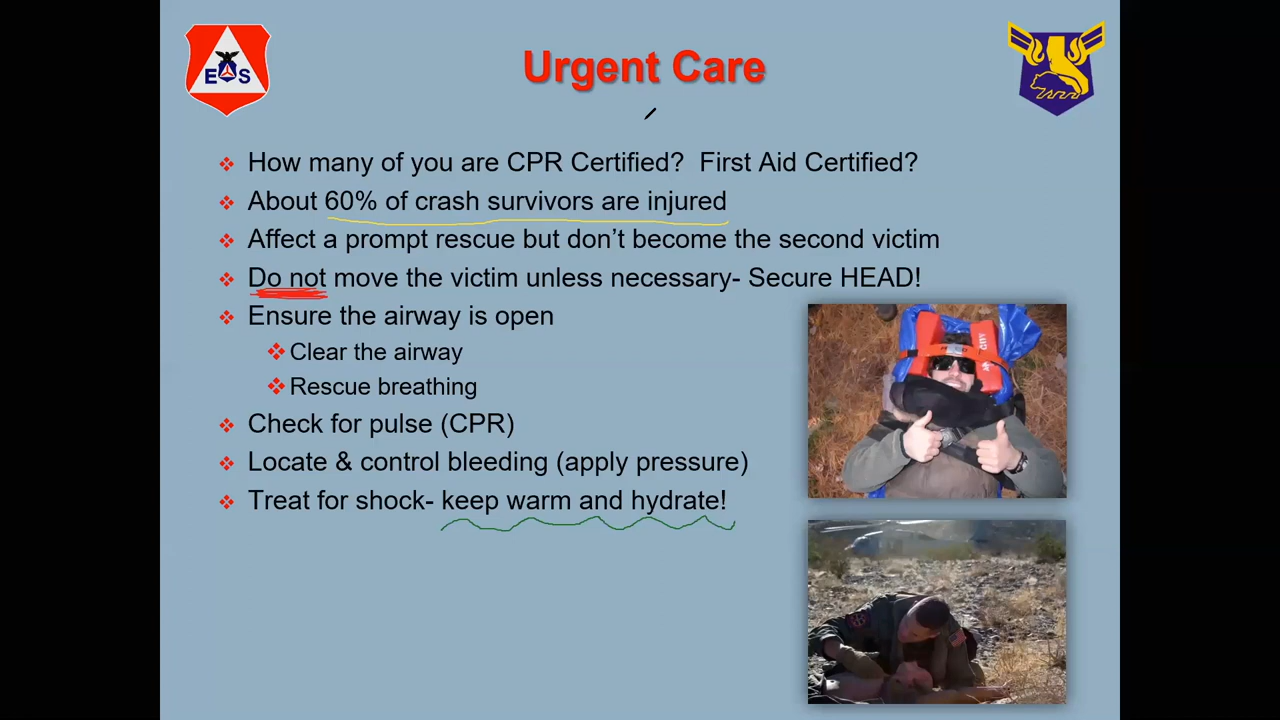 E S
Urgent Care
How many of you are CPR Certified? First Aid Certified?
About 60% of crash survivors are injured
Affect a prompt rescue but don't become the second victim
Do not move the victim unless necessary- Secure HEAD!
Ensure the airway is open
Clear the airway
Rescue breathing
Check for pulse (CPR)
Locate & control bleeding (apply pressure)
Treat for shock- keep warm and hydrate!